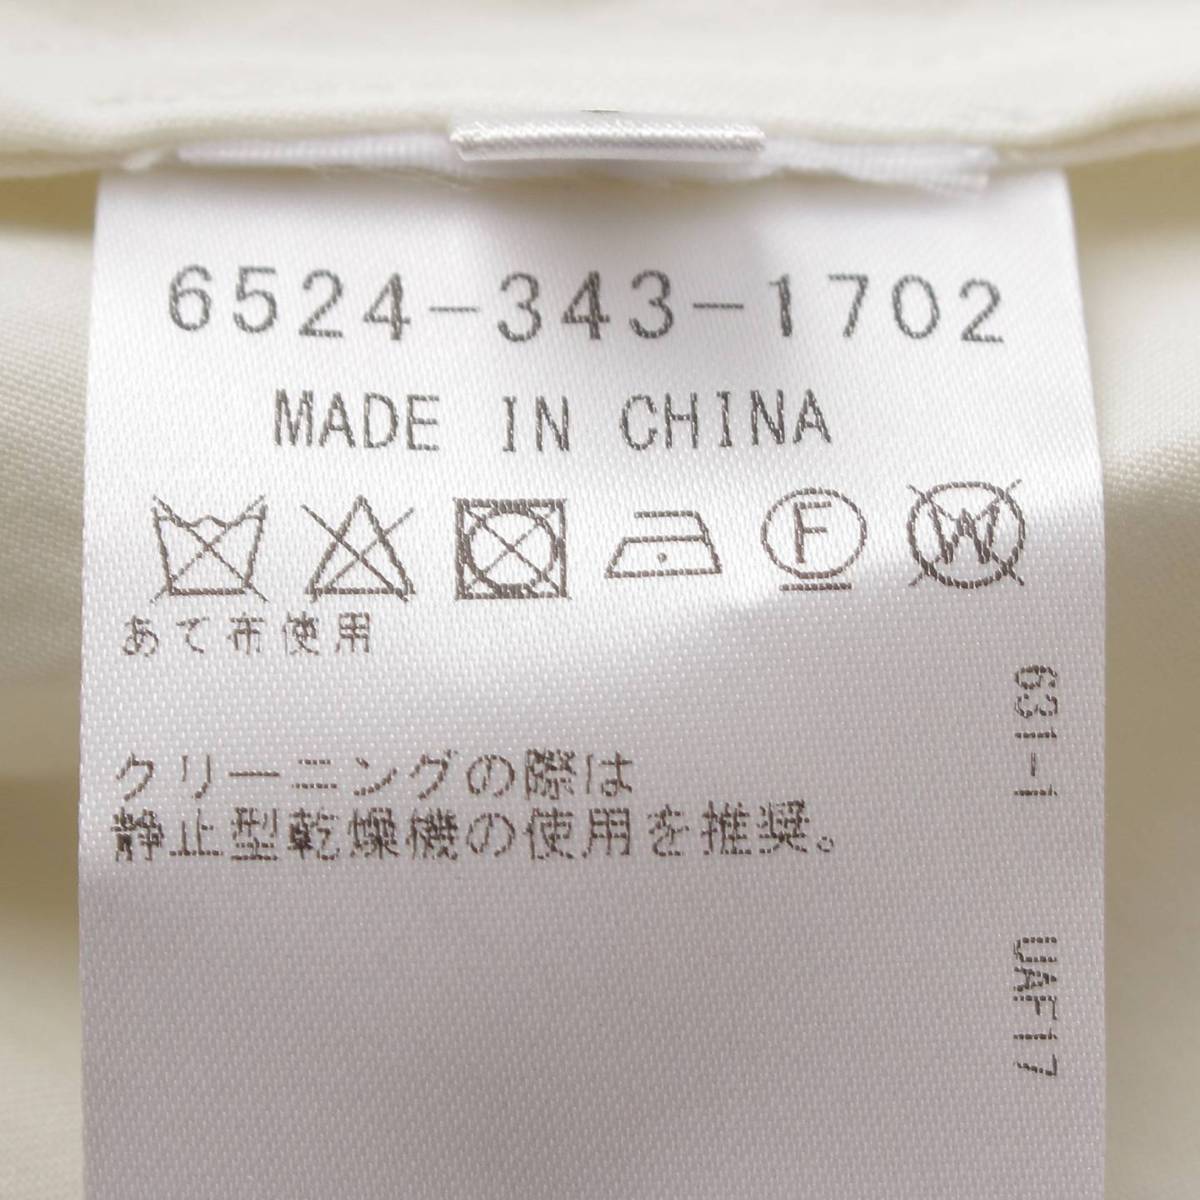 6524-343-1702
MADE IN CHINA
F W
あて布使用
クリーニングの際は
静止型乾燥機の使用を推奨。
631-1
UAF17